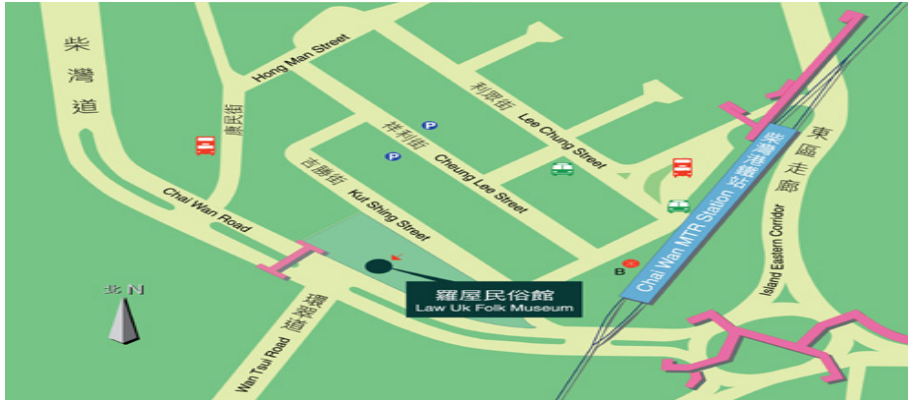 柴灣道
Hong Man Street
康民街
利眾街
Lee Chung Street
祥利街
Cheung Lee Street
吉勝街
Kut Shing Street
Chai Wan Road
P
P
柴灣港鐵站
Chai Wan MTR Station
東區走廊
Island Eastern Corridor
B
羅屋民俗館
Law Uk Folk Museum
北 N
環翠道
Wan Tsui Road